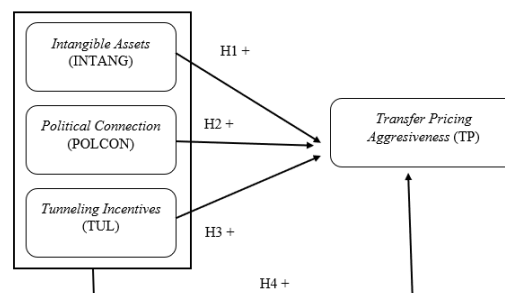 Intangible Assets
(INTANG)
H1 +
Political Connection
(POLCON)
H2 +
Transfer Pricing
Aggresiveness (TP)
Tunneling Incentives
(TUL)
H3 +
H4 +